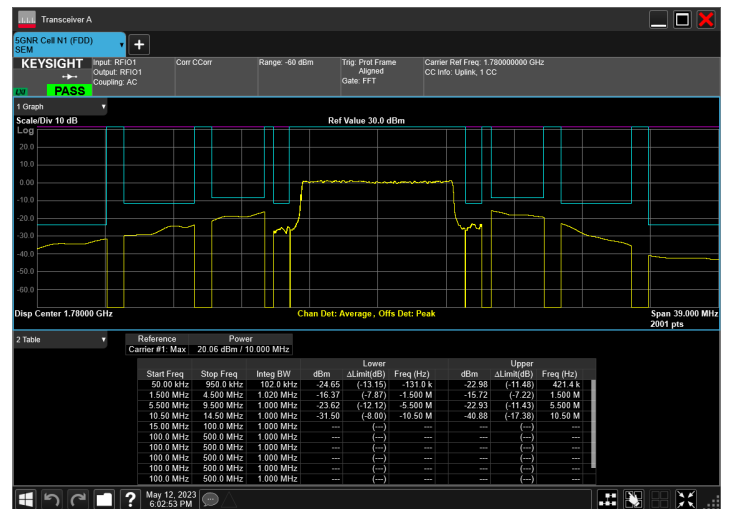 Transceiver A
5GNR Cell N1 (FDD)
SEM
KEYSIGHT
LXI
PASS
Input: RFIO1
Output: RFIO1
Coupling: AC
Corr CCorr
Range: -60 dBm
Trig: Prot Frame
Aligned
Gate: FFT
Carrier Ref Freq: 1.780000000 GHz
CC Info: Uplink, 1 CC
1 Graph
Scale/Div 10 dB
Ref Value 30.0 dBm
Log
20.0
10.0
0.00
-10.0
-20.0
-30.0
-40.0
-50.0
-60.0
Disp Center 1.78000 GHz
Chan Det: Average, Offs Det: Peak
Span 39.000 MHz
2001 pts
2 Table
Reference Power
Carrier #1: Max 20.06 dBm / 10.000 MHz
Lower Upper
Start Freq Stop Freq Integ BW dBm ΔLimit(dB) Freq (Hz) dBm ΔLimit(dB) Freq (Hz)
50.00 kHz 950.0 kHz 102.0 kHz -24.65 (-13.15) -131.0 k -22.98 (-11.48) 421.4 k
1.500 MHz 4.500 MHz 1.020 MHz -16.37 (-7.87) -1.500 M -15.72 (-7.22) 1.500 M
5.500 MHz 9.500 MHz 1.000 MHz -23.62 (-12.12) -5.500 M -22.93 (-11.43) 5.500 M
10.50 MHz 14.50 MHz 1.000 MHz -31.50 (-8.00) -10.50 M -40.88 (-17.38) 10.50 M
15.00 MHz 100.0 MHz 1.000 MHz --- (---) --- --- (---) ---
100.0 MHz 500.0 MHz 1.000 MHz --- (---) --- --- (---) ---
100.0 MHz 500.0 MHz 1.000 MHz --- (---) --- --- (---) ---
100.0 MHz 500.0 MHz 1.000 MHz --- (---) --- --- (---) ---
100.0 MHz 500.0 MHz 1.000 MHz --- (---) --- --- (---) ---
100.0 MHz 500.0 MHz 1.000 MHz --- (---) --- --- (---) ---
?
May 12, 2023
6:02:53 PM